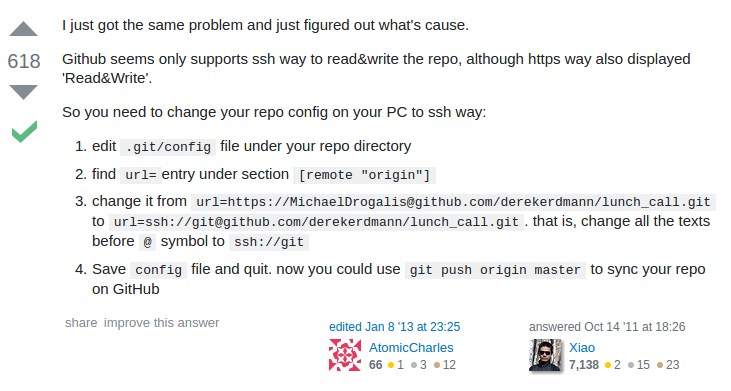 I just got the same problem and just figured out what's cause.
618
Github seems only supports ssh way to read&write the repo, although https way also displayed
'Read&Write'.
So you need to change your repo config on your PC to ssh way:
1. edit .git/config file under your repo directory
2. find url= entry under section [remote "origin"]
3. change it from url=https://MichaelDrogalis@github.com/derekerdmann/lunch_call.git
to url=ssh://git@github.com/derekerdmann/lunch_call.git . that is, change all the texts
before @ symbol to ssh://git
4. Save config file and quit. now you could use git push origin master to sync your repo
on GitHub
share improve this answer
edited Jan 8 '13 at 23:25
AtomicCharles
66 1 3 12
answered Oct 14 '11 at 18:26
Xiao
7,138 2 15 23